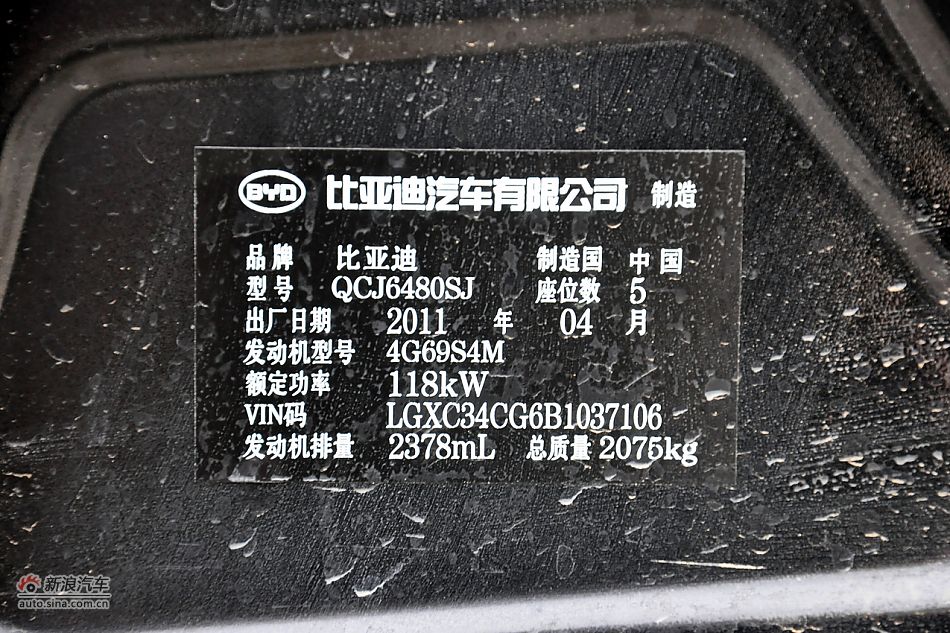 BYD 比亚迪汽车有限公司 制造
品牌 比亚迪 制造国 中国
型号 QCJ6480SJ 座位数 5
出厂日期 2011 年 04 月
发动机型号 4G69S4M
额定功率 118kW
VIN码 LGXC34CG6B1037106
发动机排量 2378mL 总质量 2075kg
新浪汽车
auto.sina.com.cn